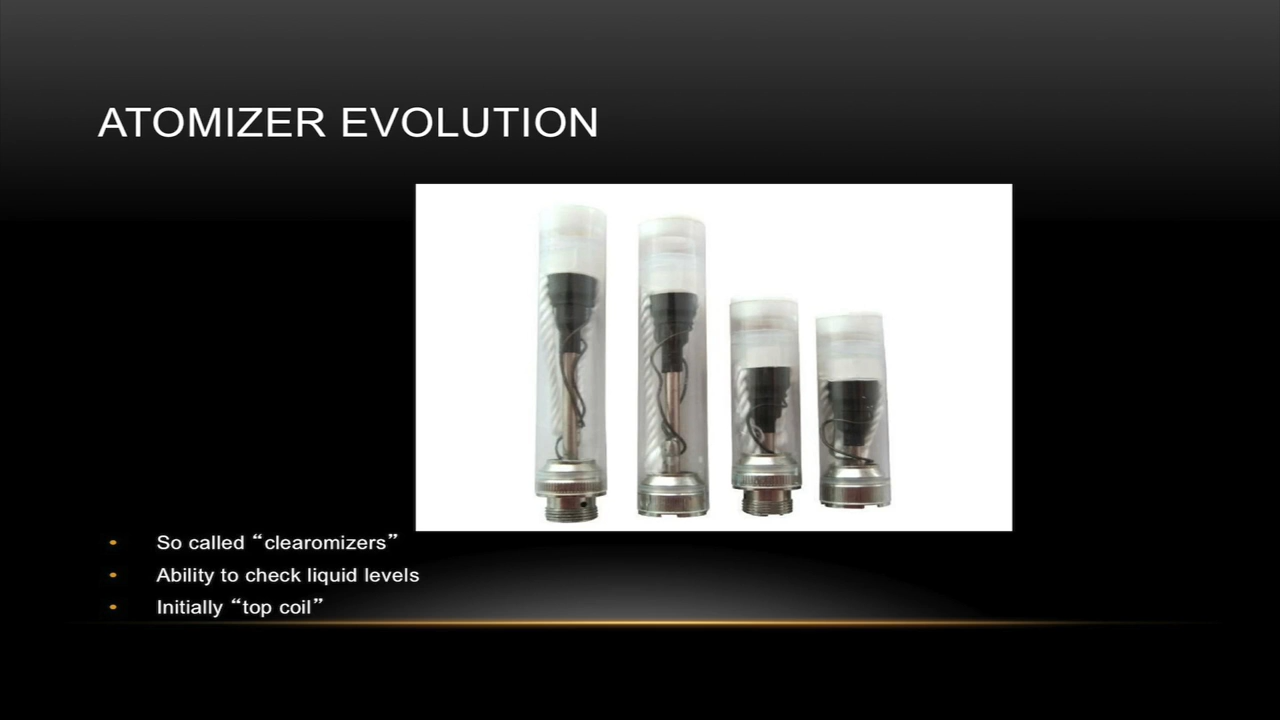 ATOMIZER EVOLUTION
• So called “clearomizers”
• Ability to check liquid levels
• Initially “top coil”